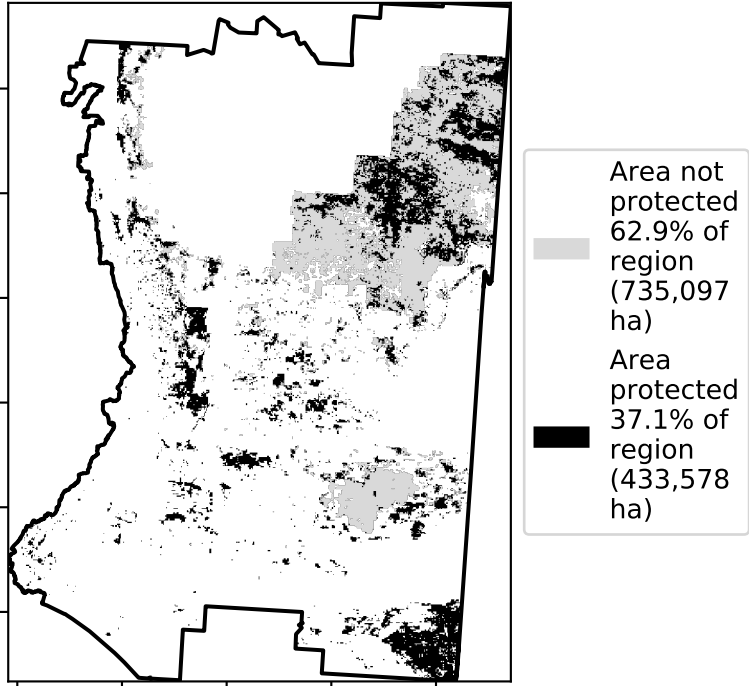 Area not
protected
62.9% of
region
(735,097
ha)
Area
protected
37.1% of
region
(433,578
ha)